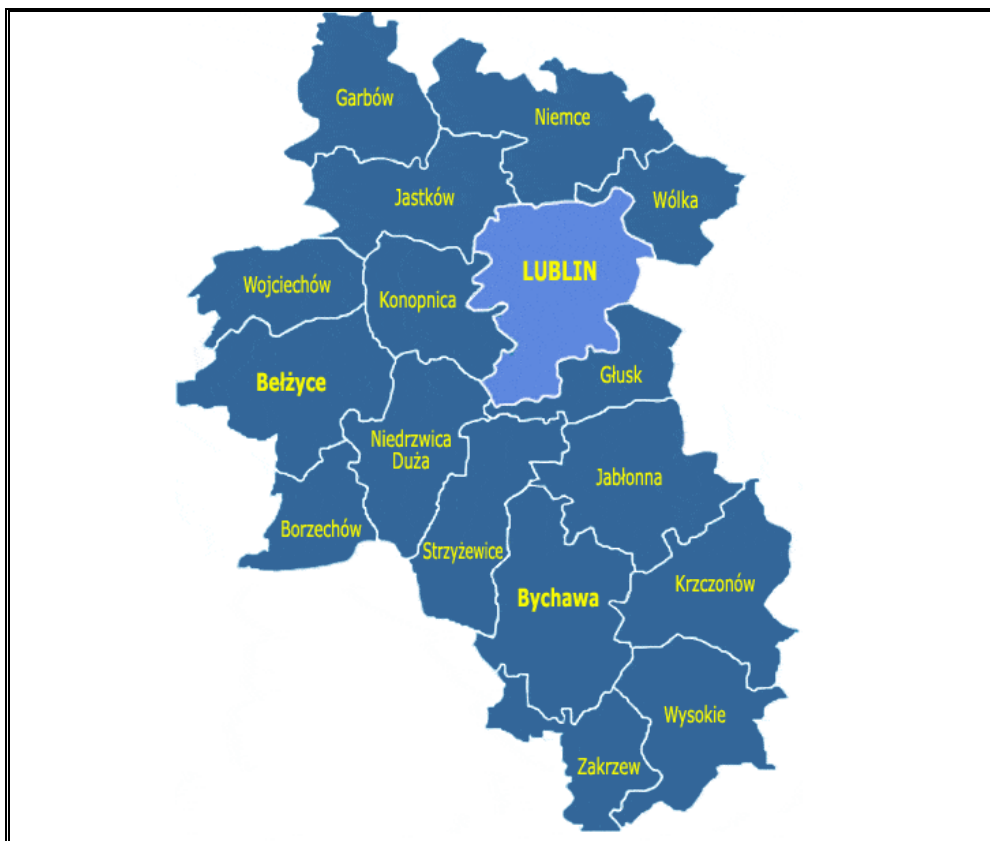 Garbów
Niemce
Jastków
Wólka
LUBLIN
Wojciechów
Konopnica
Głusk
Bełżyce
Niedrzwica
Duża
Jabłonna
Borzechów
Strzyżewice
Krzczonów
Bychawa
Wysokie
Zakrzew